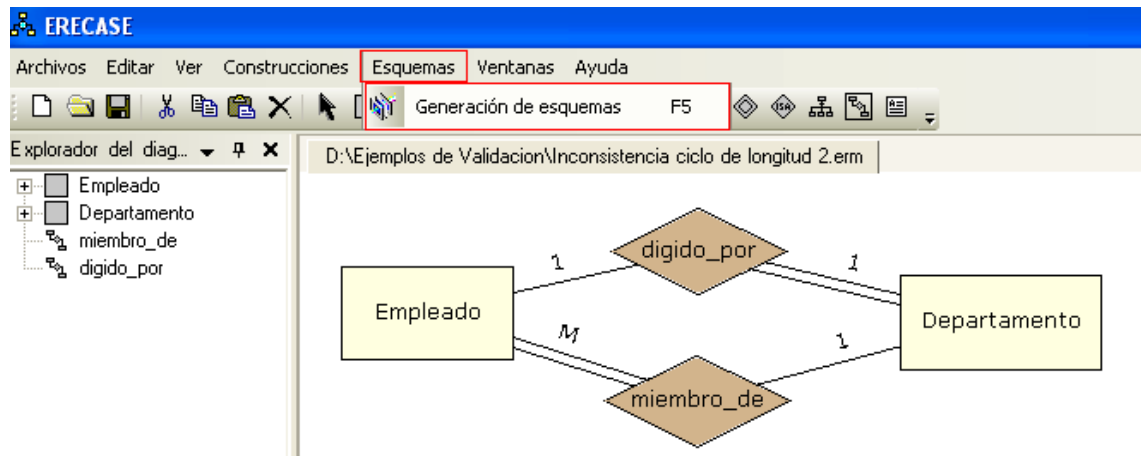 ERECASE
Archivos Editar Ver Construcciones Esquemas Ventanas Ayuda
Generación de esquemas F5
ISA
Explorador del diag...
D:\Ejemplos de Validacion\Inconsistencia ciclo de longitud 2.erm
Empleado
Departamento
miembro_de
digido_por
digido_por
1
1
Empleado
Departamento
M
1
miembro_de